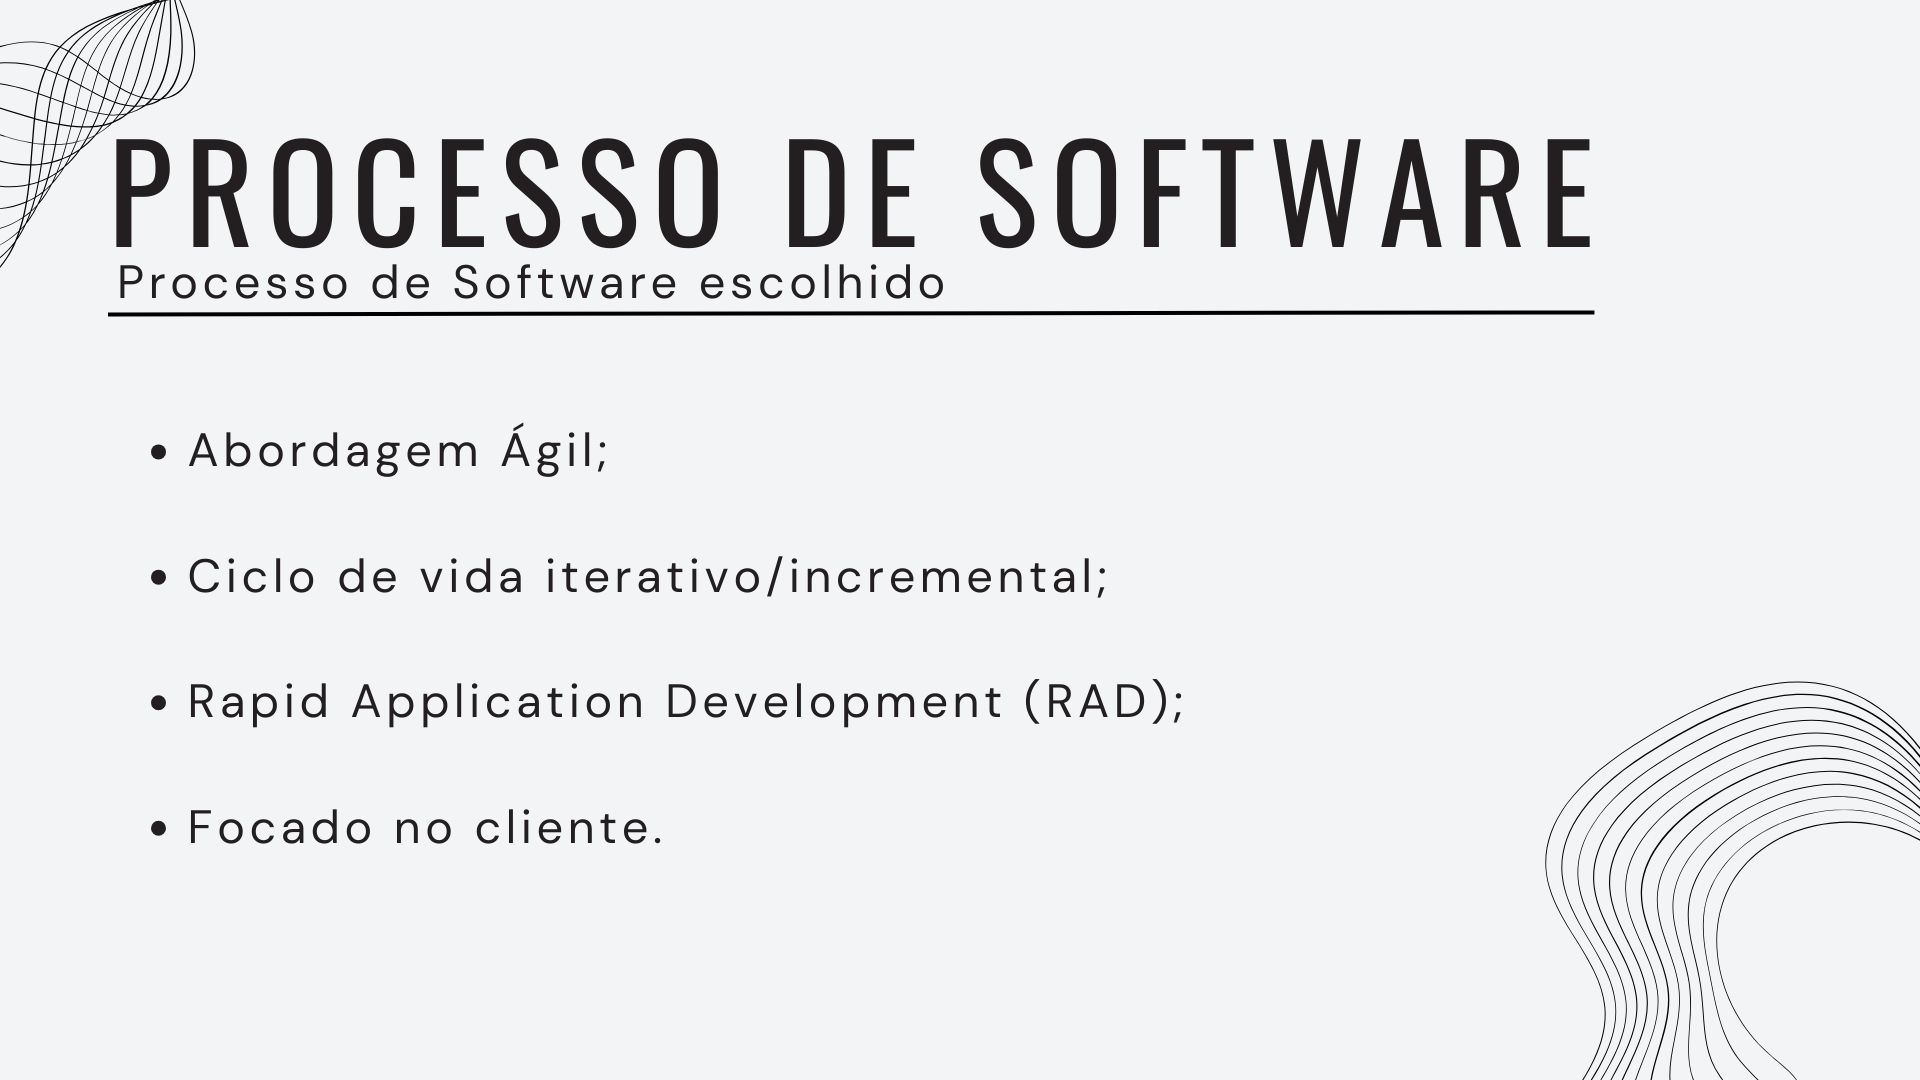 PROCESSO DE SOFTWARE
Processo de Software escolhido
• Abordagem Ágil;
• Ciclo de vida iterativo/incremental;
• Rapid Application Development (RAD);
• Focado no cliente.